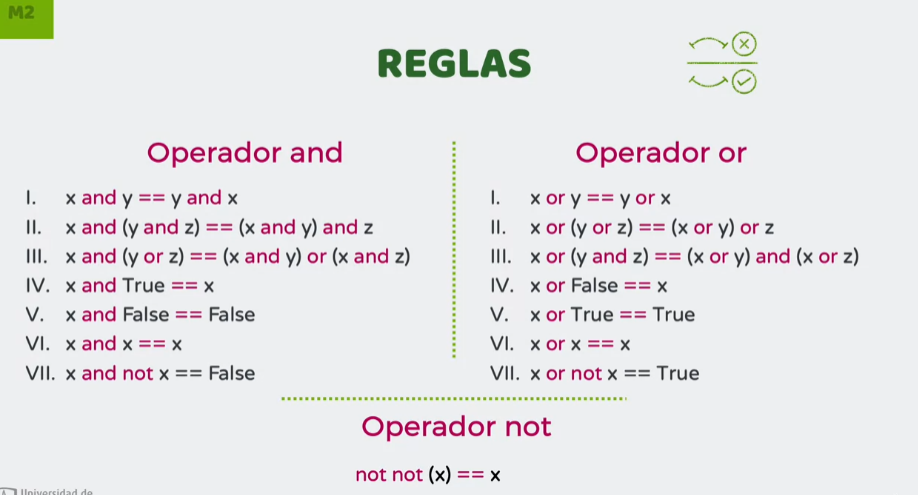 M2
REGLAS
Operador and
I. x and y == y and x
II. x and (y and z) == (x and y) and z
III. x and (y or z) == (x and y) or (x and z)
IV. x and True == x
V. x and False == False
VI. x and x == x
VII. x and not x == False
Operador or
I. x or y == y or x
II. x or (y or z) == (x or y) or z
III. x or (y and z) == (x or y) and (x or z)
IV. x or False == x
V. x or True == True
VI. x or x == x
VII. x or not x == True
Operador not
not not (x) == x
Universidad de